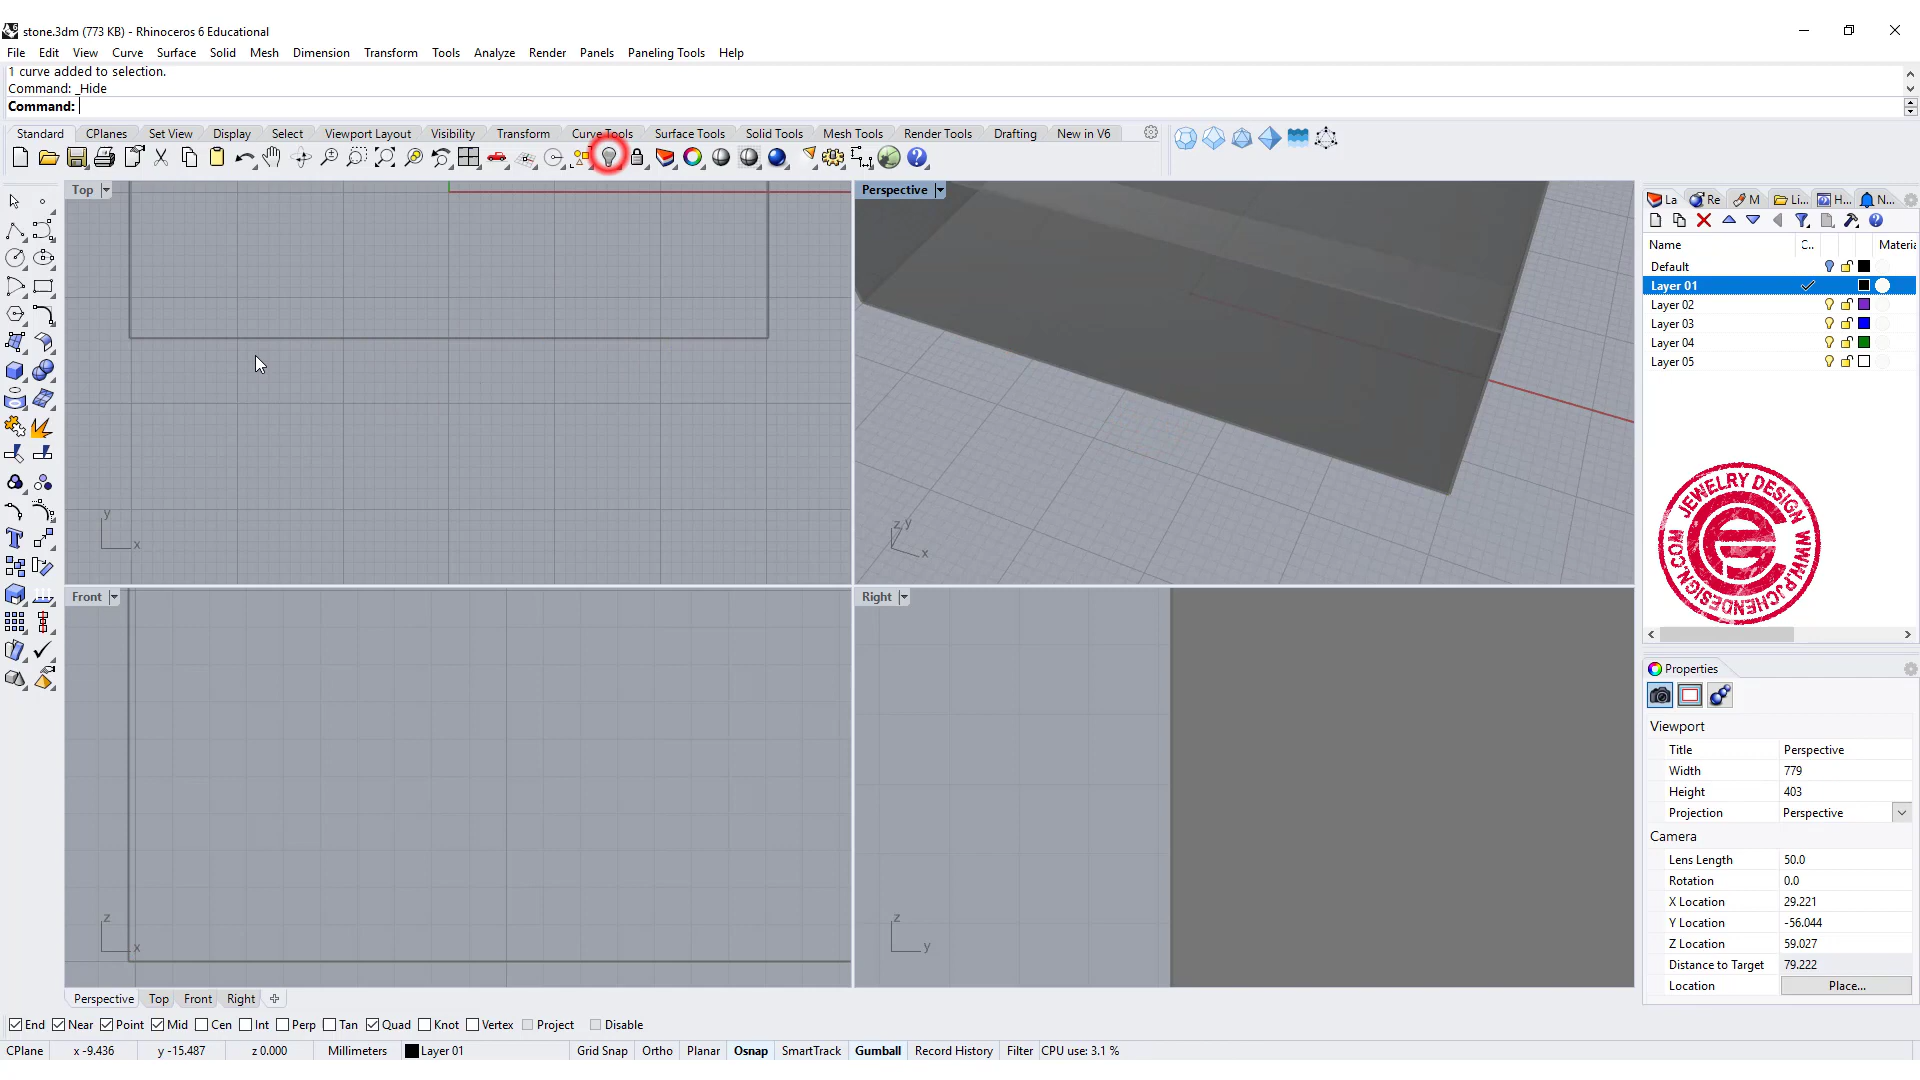 stone.3dm (773 KB) - Rhinoceros 6 Educational
File Edit View Curve Surface Solid Mesh Dimension Transform Tools Analyze Render Panels Paneling Tools Help
1 curve added to selection.
Command: _Hide
Command:
Standard CPlanes Set View Display Select Viewport Layout Visibility Transform Curve Tools Surface Tools Solid Tools Mesh Tools Render Tools Drafting New in V6
Top
Perspective
La Re M Li... H... N...
Name C.. Materia
Default
Layer 01
Layer 02
Layer 03
Layer 04
Layer 05
y
x
z y
x
JEWELRY DESIGN
WWW.PJCHENDESIGN.COM
Front
Right
z
x
z
y
Properties
Viewport
Title Perspective
Width 779
Height 403
Projection Perspective
Camera
Lens Length 50.0
Rotation 0.0
X Location 29.221
Y Location -56.044
Z Location 59.027
Distance to Target 79.222
Location Place...
Perspective Top Front Right
End Near Point Mid Cen Int Perp Tan Quad Knot Vertex Project Disable
CPlane x -9.436 y -15.487 z 0.000 Millimeters Layer 01 Grid Snap Ortho Planar Osnap SmartTrack Gumball Record History Filter CPU use: 3.1 %